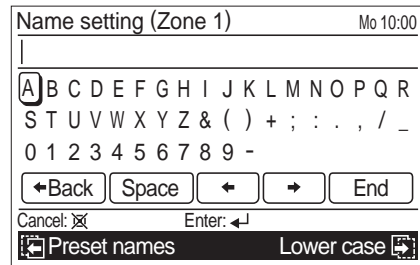 Name setting (Zone 1) Mo 10:00
A B C D E F G H I J K L M N O P Q R
S T U V W X Y Z & ( ) + ; : . , / _
0 1 2 3 4 5 6 7 8 9 -
←Back Space ← → End
Cancel: Enter: ↵
Preset names Lower case